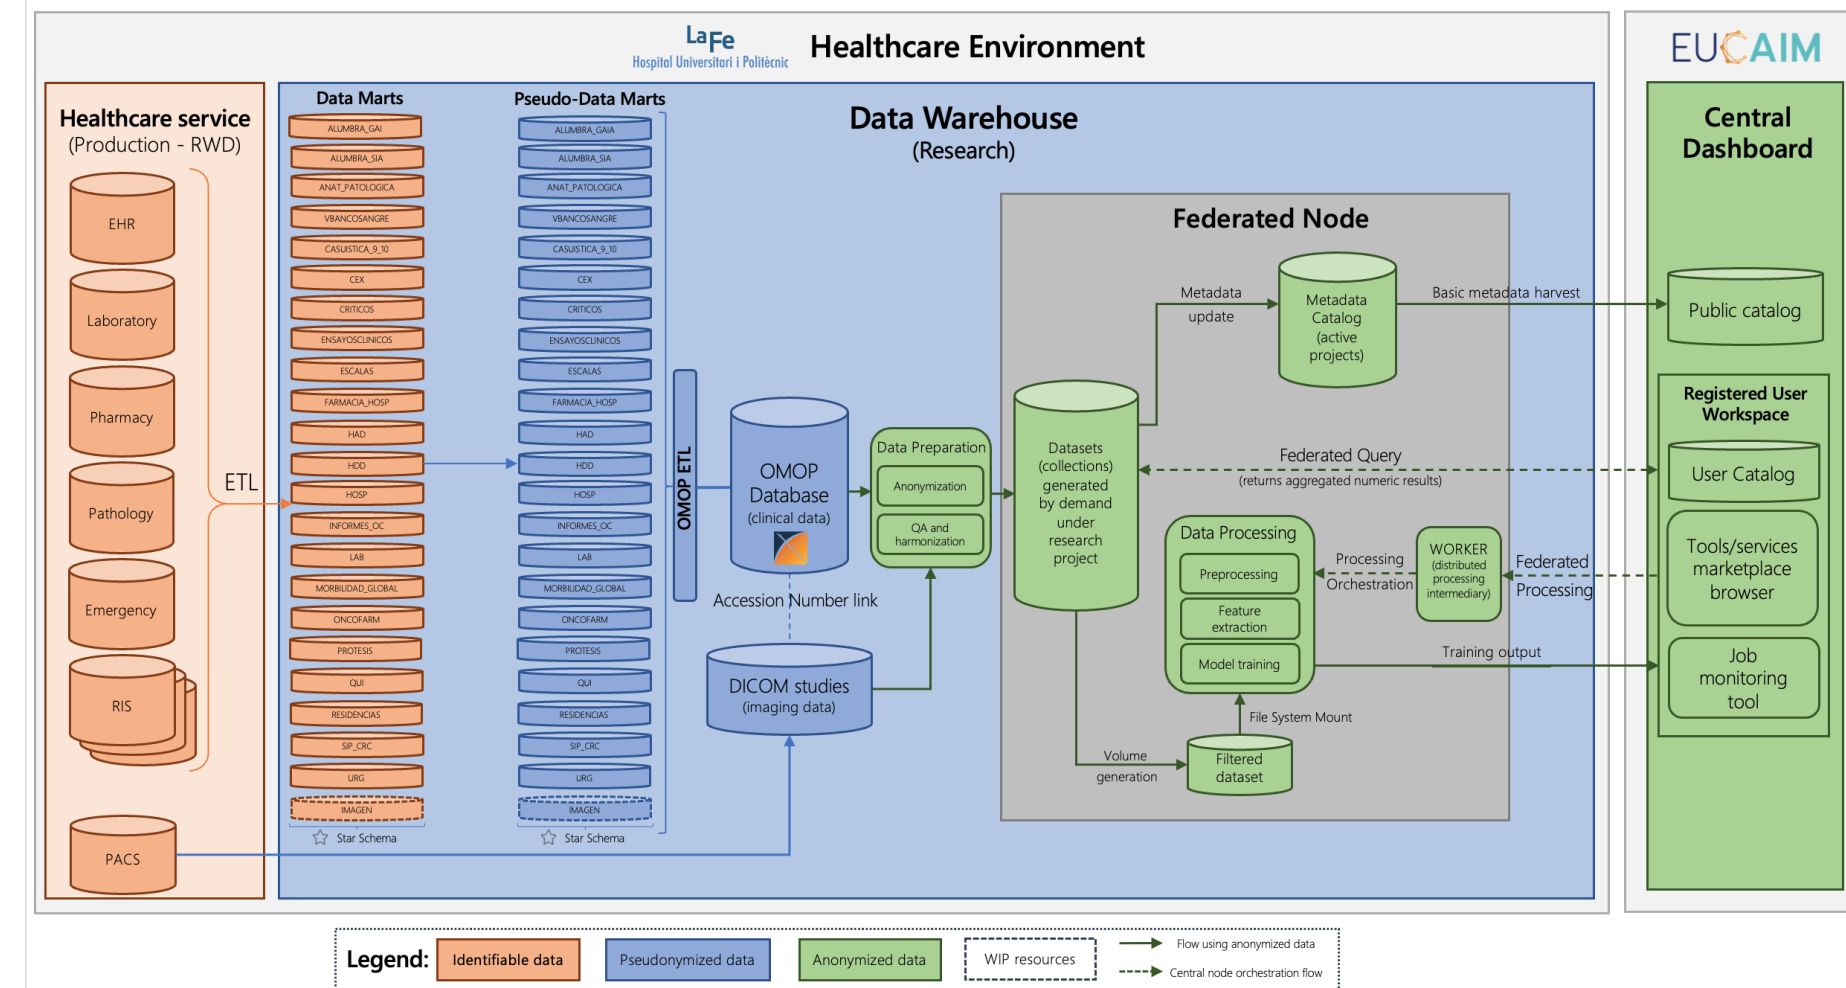 LaFe
Hospital Universitari i Politècnic
Healthcare Environment
EUCAIM
Healthcare service
(Production - RWD)
EHR
Laboratory
Pharmacy
Pathology
Emergency
RIS
PACS
ETL
Data Marts
ALUMBRA_GAI
ALUMBRA_SIA
ANAT_PATOLOGICA
VBANCOSANGRE
CASUISTICA_9_10
CEX
CRITICOS
ENSAYOSCLINICOS
ESCALAS
FARMACIA_HOSP
HAD
HDD
HOSP
INFORMES_OC
LAB
MORBILIDAD_GLOBAL
ONCOFARM
PROTESIS
QUI
RESIDENCIAS
SIP_CRC
URG
IMAGEN
Star Schema
Pseudo-Data Marts
ALUMBRA_GAIA
ALUMBRA_SIA
ANAT_PATOLOGICA
VBANCOSANGRE
CASUISTICA_9_10
CEX
CRITICOS
ENSAYOSCLINICOS
ESCALAS
FARMACIA_HOSP
HAD
HDD
HOSP
INFORMES_OC
LAB
MORBILIDAD_GLOBAL
ONCOFARM
PROTESIS
QUI
RESIDENCIAS
SIP_CRC
URG
IMAGEN
Star Schema
Data Warehouse
(Research)
OMOP ETL
OMOP
Database
(clinical data)
Accession Number link
DICOM studies
(imaging data)
Data Preparation
Anonymization
QA and
harmonization
Federated Node
Datasets
(collections)
generated
by demand
under
research
project
Metadata
update
Metadata
Catalog
(active
projects)
Basic metadata harvest
Federated Query
(returns aggregated numeric results)
Data Processing
Preprocessing
Feature
extraction
Model training
Processing
Orchestration
WORKER
(distributed
processing
intermediary)
Federated
Processing
Training output
File System Mount
Volume
generation
Filtered
dataset
Central
Dashboard
Public catalog
Registered User
Workspace
User Catalog
Tools/services
marketplace
browser
Job
monitoring
tool
Legend:
Identifiable data
Pseudonymized data
Anonymized data
WIP resources
Flow using anonymized data
Central node orchestration flow